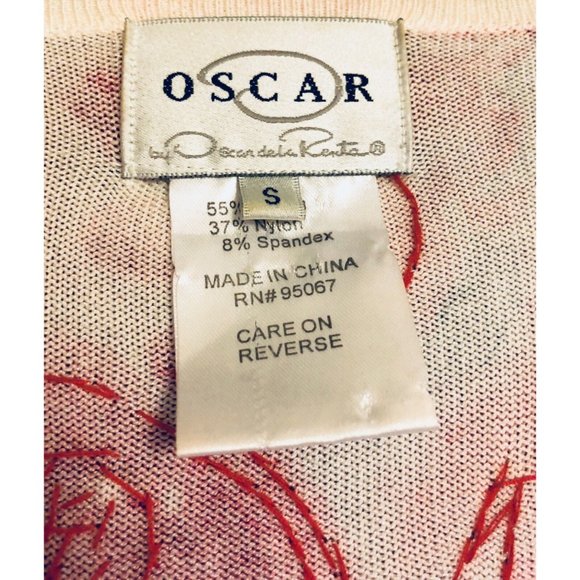 OSCAR
by Oscar de la Renta ®
S
55%
37% Nylon
8% Spandex
MADE IN CHINA
RN# 95067
CARE ON
REVERSE